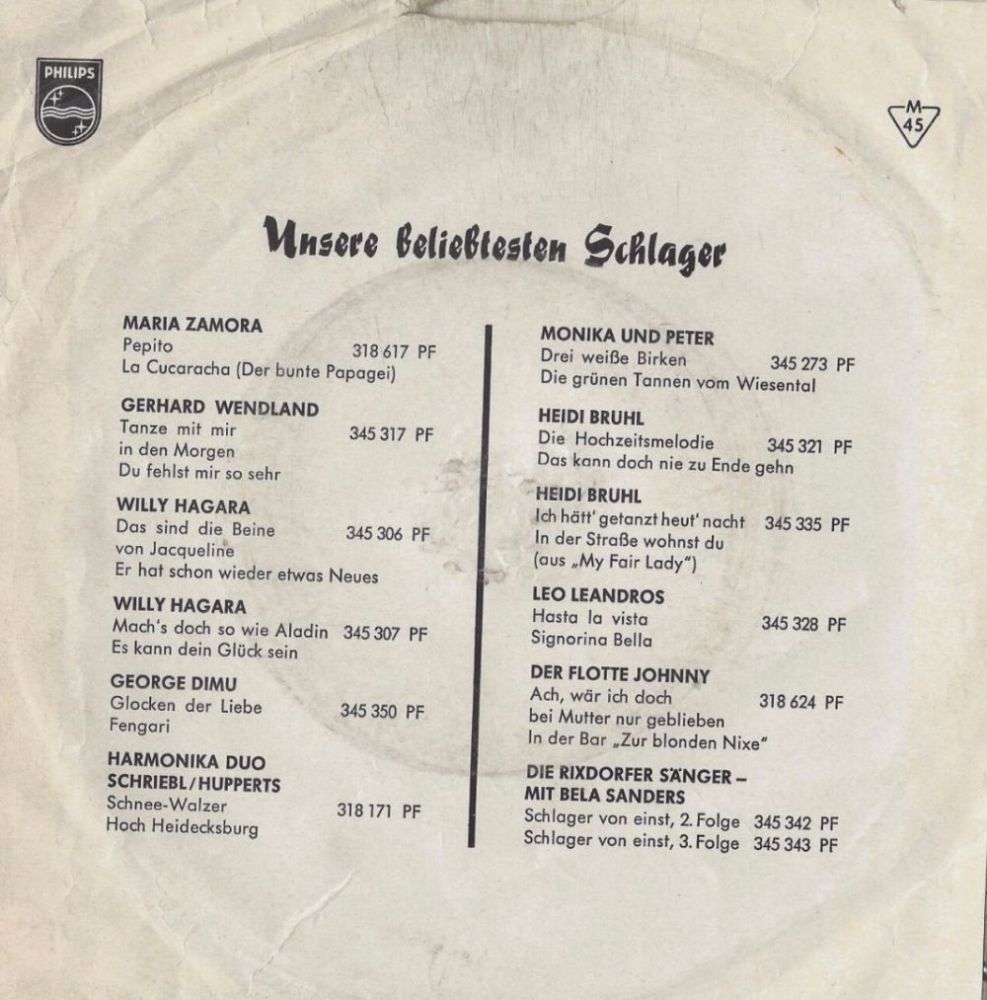 PHILIPS
M
45
Unsere beliebtesten Schlager
MARIA ZAMORA
Pepito 318 617 PF
La Cucaracha (Der bunte Papagei)
GERHARD WENDLAND
Tanze mit mir 345 317 PF
in den Morgen
Du fehlst mir so sehr
WILLY HAGARA
Das sind die Beine 345 306 PF
von Jacqueline
Er hat schon wieder etwas Neues
WILLY HAGARA
Mach's doch so wie Aladin 345 307 PF
Es kann dein Glück sein
GEORGE DIMU
Glocken der Liebe 345 350 PF
Fengari
HARMONIKA DUO
SCHRIEBL/HUPPERTS
Schnee-Walzer 318 171 PF
Hoch Heidecksburg
MONIKA UND PETER
Drei weiße Birken 345 273 PF
Die grünen Tannen vom Wiesental
HEIDI BRUHL
Die Hochzeitsmelodie 345 321 PF
Das kann doch nie zu Ende gehn
HEIDI BRUHL
Ich hätt' getanzt heut' nacht 345 335 PF
In der Straße wohnst du
(aus „My Fair Lady")
LEO LEANDROS
Hasta la vista 345 328 PF
Signorina Bella
DER FLOTTE JOHNNY
Ach, wär ich doch 318 624 PF
bei Mutter nur geblieben
In der Bar „Zur blonden Nixe"
DIE RIXDORFER SÄNGER –
MIT BELA SANDERS
Schlager von einst, 2. Folge 345 342 PF
Schlager von einst, 3. Folge 345 343 PF